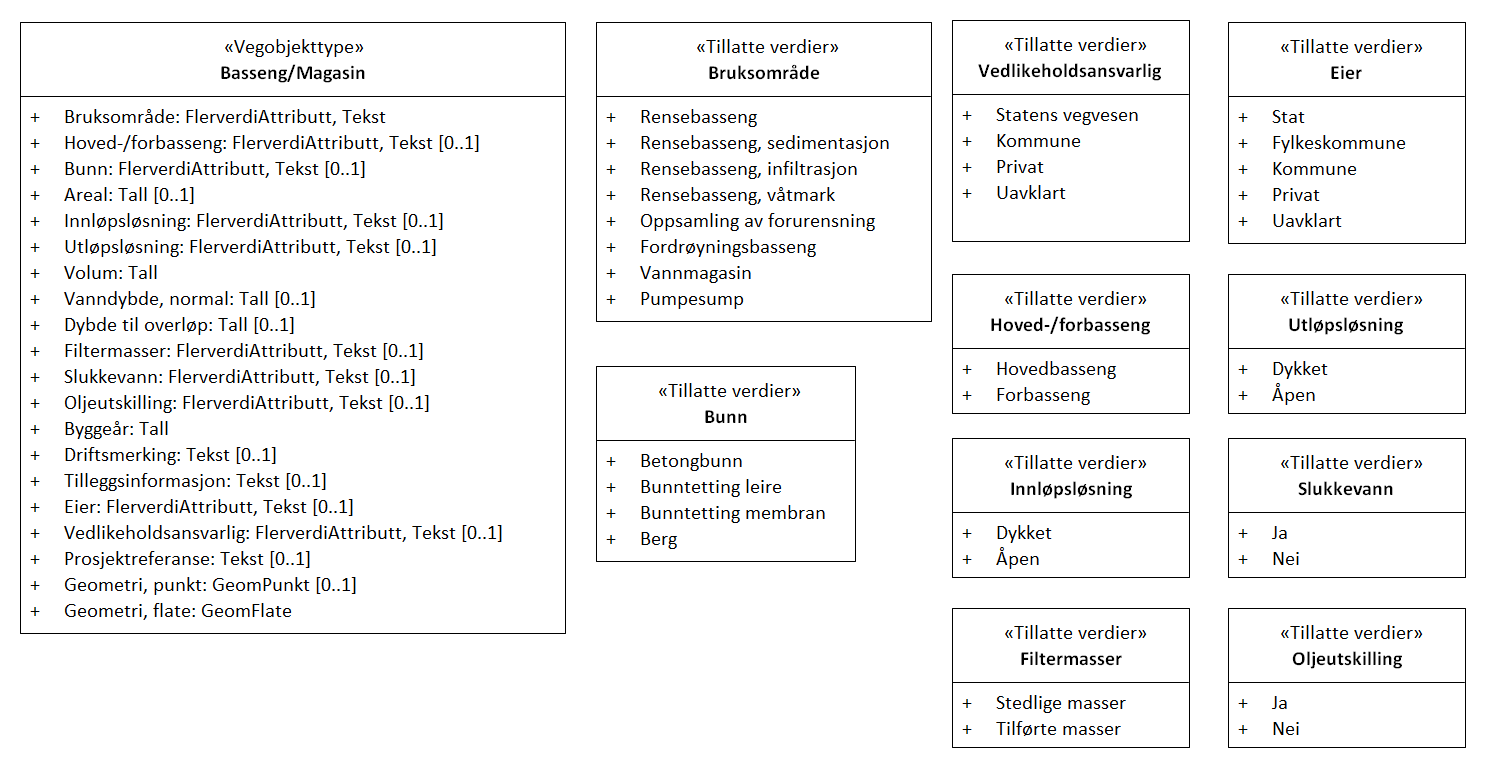 «Vegobjekttype»
Basseng/Magasin
+ Bruksområde: FlerverdiAttributt, Tekst
+ Hoved-/forbasseng: FlerverdiAttributt, Tekst [0..1]
+ Bunn: FlerverdiAttributt, Tekst [0..1]
+ Areal: Tall [0..1]
+ Innløpsløsning: FlerverdiAttributt, Tekst [0..1]
+ Utløpsløsning: FlerverdiAttributt, Tekst [0..1]
+ Volum: Tall
+ Vanndybde, normal: Tall [0..1]
+ Dybde til overløp: Tall [0..1]
+ Filtermasser: FlerverdiAttributt, Tekst [0..1]
+ Slukkevann: FlerverdiAttributt, Tekst [0..1]
+ Oljeutskilling: FlerverdiAttributt, Tekst [0..1]
+ Byggeår: Tall
+ Driftsmerking: Tekst [0..1]
+ Tilleggsinformasjon: Tekst [0..1]
+ Eier: FlerverdiAttributt, Tekst [0..1]
+ Vedlikeholdsansvarlig: FlerverdiAttributt, Tekst [0..1]
+ Prosjektreferanse: Tekst [0..1]
+ Geometri, punkt: GeomPunkt [0..1]
+ Geometri, flate: GeomFlate
«Tillatte verdier»
Bruksområde
+ Rensebasseng
+ Rensebasseng, sedimentasjon
+ Rensebasseng, infiltrasjon
+ Rensebasseng, våtmark
+ Oppsamling av forurensning
+ Fordrøyningsbasseng
+ Vannmagasin
+ Pumpesump
«Tillatte verdier»
Bunn
+ Betongbunn
+ Bunntetting leire
+ Bunntetting membran
+ Berg
«Tillatte verdier»
Vedlikeholdsansvarlig
+ Statens vegvesen
+ Kommune
+ Privat
+ Uavklart
«Tillatte verdier»
Eier
+ Stat
+ Fylkeskommune
+ Kommune
+ Privat
+ Uavklart
«Tillatte verdier»
Hoved-/forbasseng
+ Hovedbasseng
+ Forbasseng
«Tillatte verdier»
Utløpsløsning
+ Dykket
+ Åpen
«Tillatte verdier»
Innløpsløsning
+ Dykket
+ Åpen
«Tillatte verdier»
Slukkevann
+ Ja
+ Nei
«Tillatte verdier»
Filtermasser
+ Stedlige masser
+ Tilførte masser
«Tillatte verdier»
Oljeutskilling
+ Ja
+ Nei